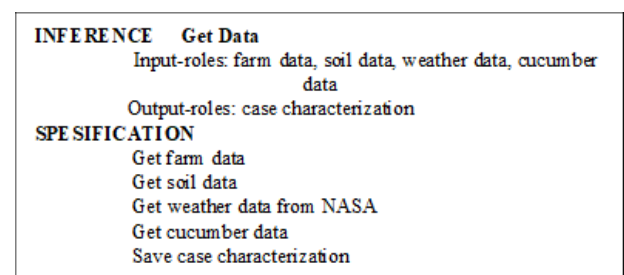 INFERENCE Get Data
Input-roles: farm data, soil data, weather data, cucumber
data
Output-roles: case characterization
SPESIFICATION
Get farm data
Get soil data
Get weather data from NASA
Get cucumber data
Save case characterization